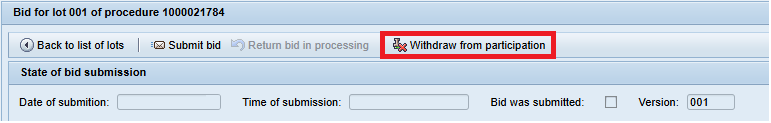 Bid for lot 001 of procedure 1000021784
Back to list of lots Submit bid Return bid in processing Withdraw from participation
State of bid submission
Date of submition: Time of submission: Bid was submitted: Version: 001